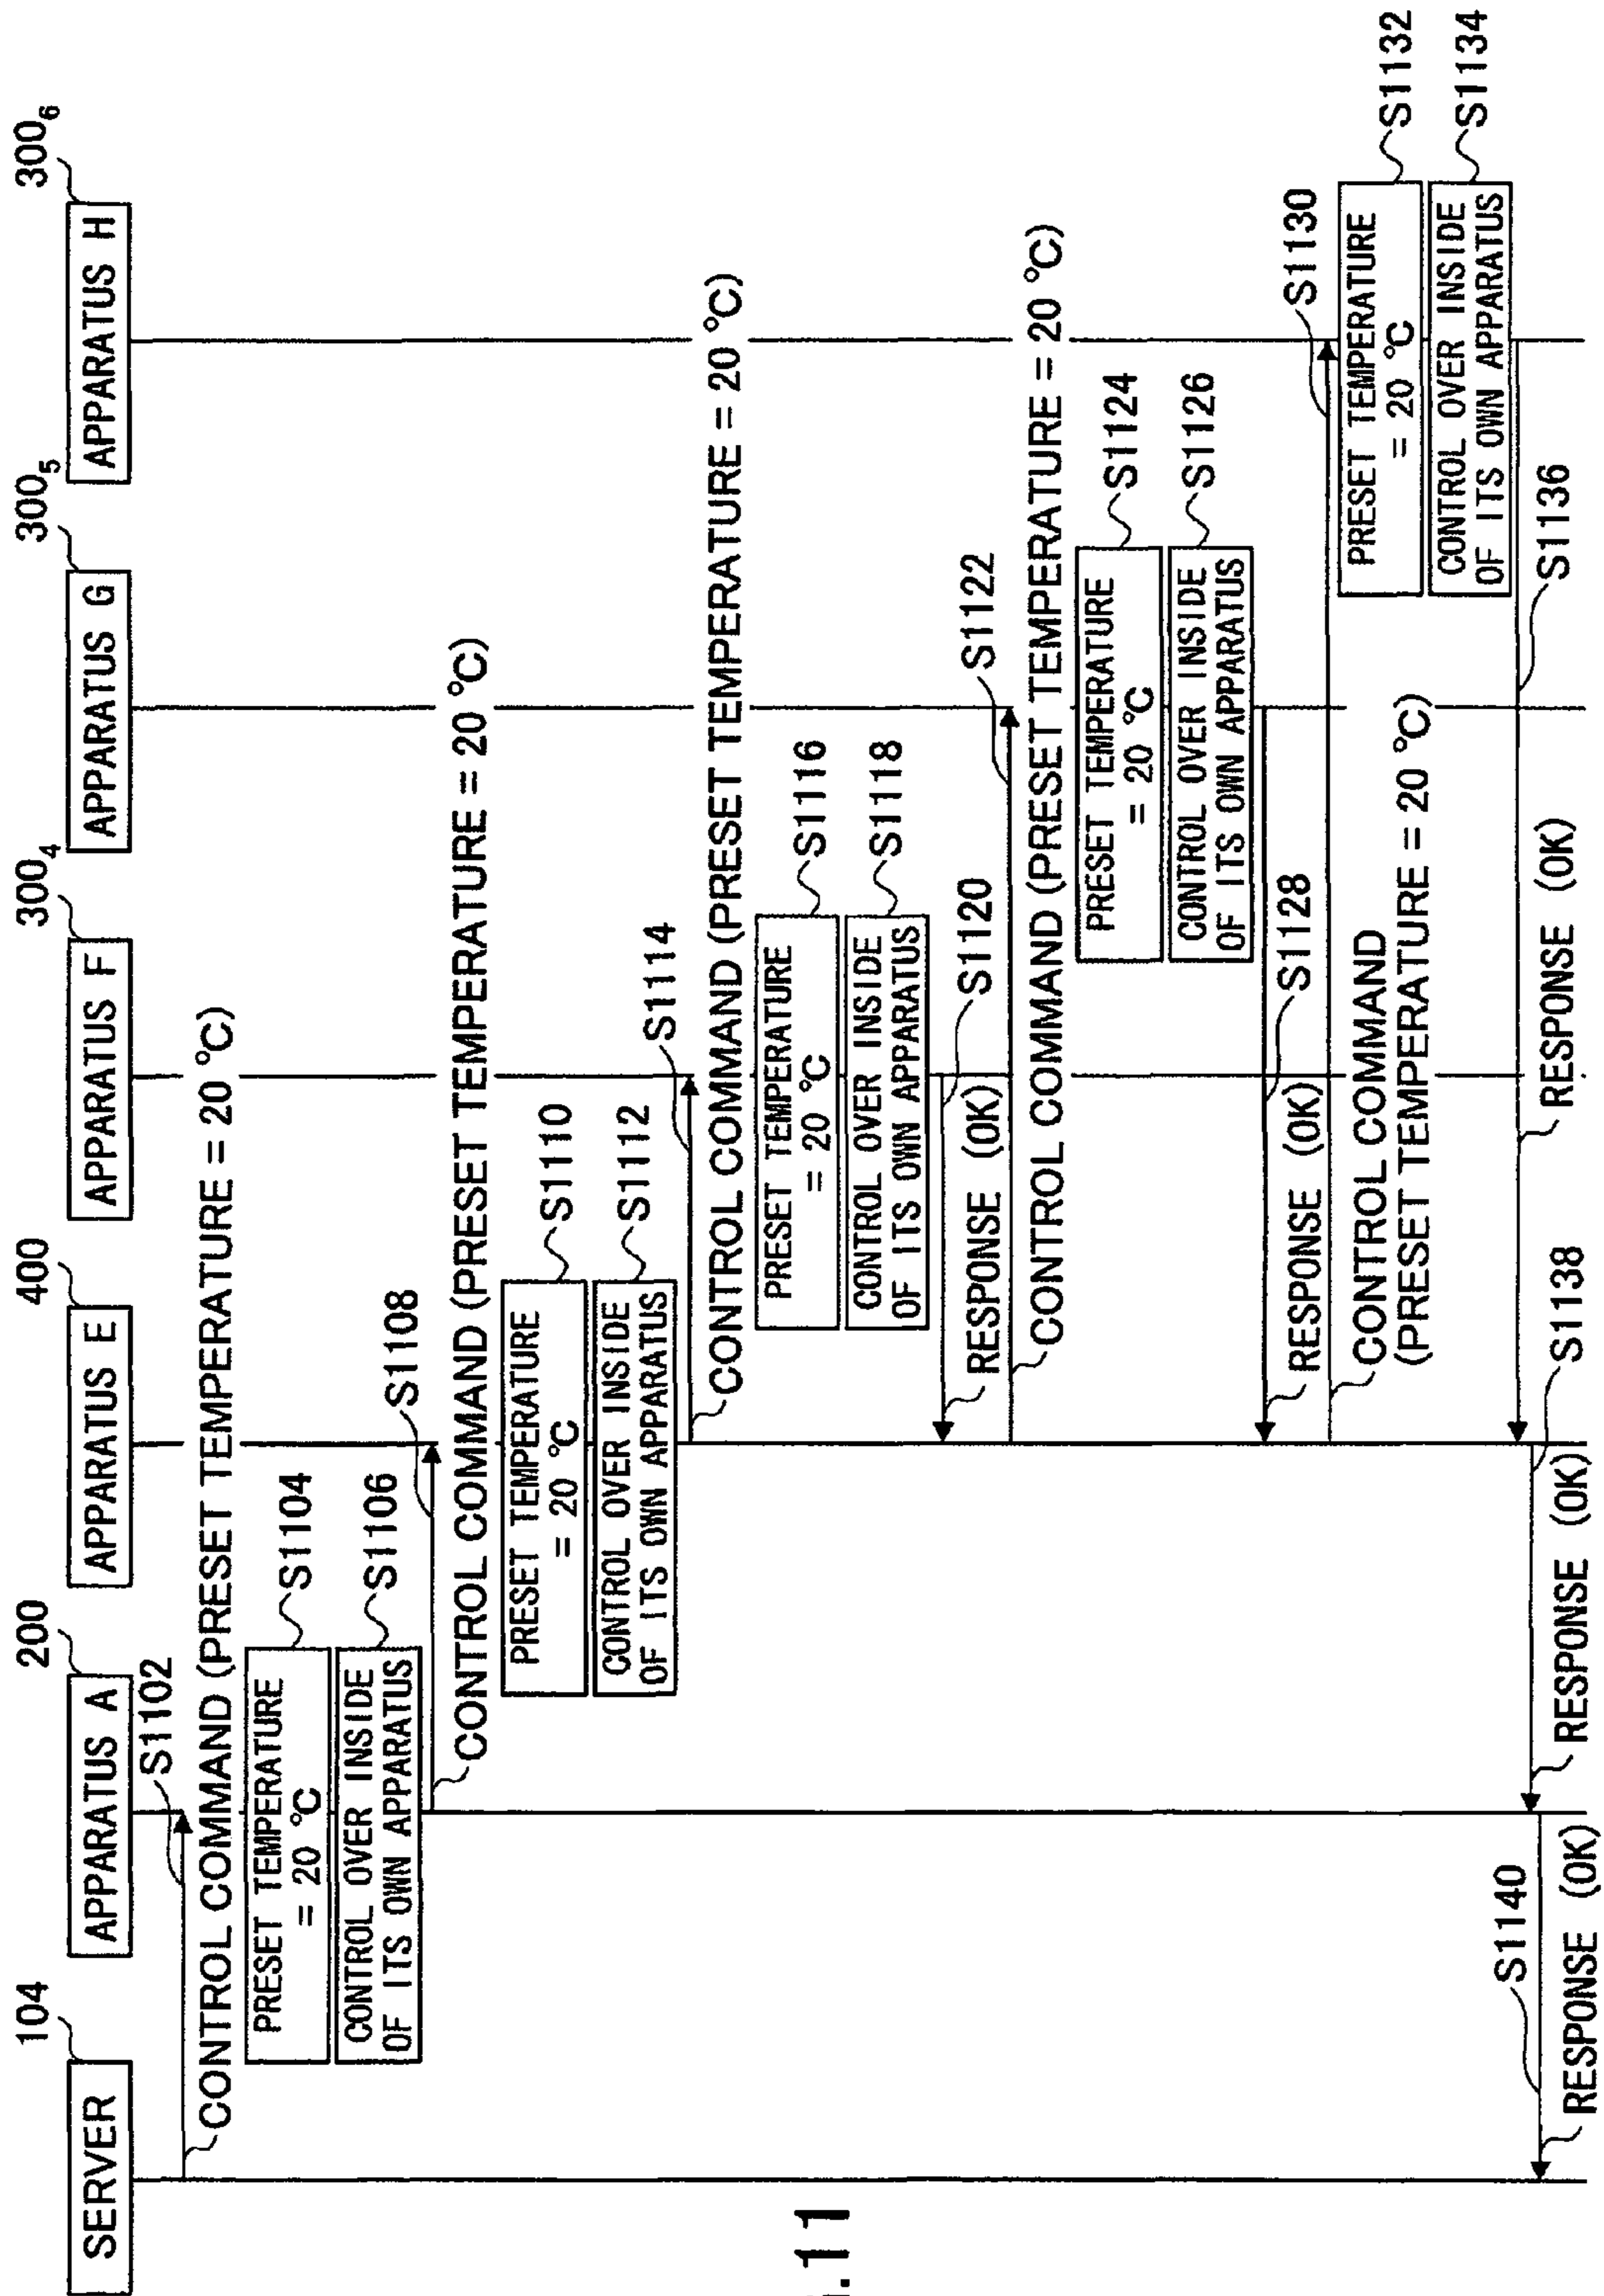 104
200
400
300₄
300₅
300₆
SERVER
APPARATUS A
APPARATUS E
APPARATUS F
APPARATUS G
APPARATUS H
S1102
CONTROL COMMAND (PRESET TEMPERATURE = 20 °C)
PRESET TEMPERATURE
= 20 °C
S1104
CONTROL OVER INSIDE
OF ITS OWN APPARATUS
S1106
S1108
CONTROL COMMAND (PRESET TEMPERATURE = 20 °C)
PRESET TEMPERATURE
= 20 °C
S1110
CONTROL OVER INSIDE
OF ITS OWN APPARATUS
S1112
S1114
CONTROL COMMAND (PRESET TEMPERATURE = 20 °C)
PRESET TEMPERATURE
= 20 °C
S1116
CONTROL OVER INSIDE
OF ITS OWN APPARATUS
S1118
S1120
RESPONSE (OK)
S1122
CONTROL COMMAND (PRESET TEMPERATURE = 20 °C)
PRESET TEMPERATURE
= 20 °C
S1124
CONTROL OVER INSIDE
OF ITS OWN APPARATUS
S1126
S1128
RESPONSE (OK)
S1130
CONTROL COMMAND
(PRESET TEMPERATURE = 20 °C)
PRESET TEMPERATURE
= 20 °C
S1132
CONTROL OVER INSIDE
OF ITS OWN APPARATUS
S1134
S1136
RESPONSE (OK)
S1138
RESPONSE (OK)
S1140
RESPONSE (OK)
.11